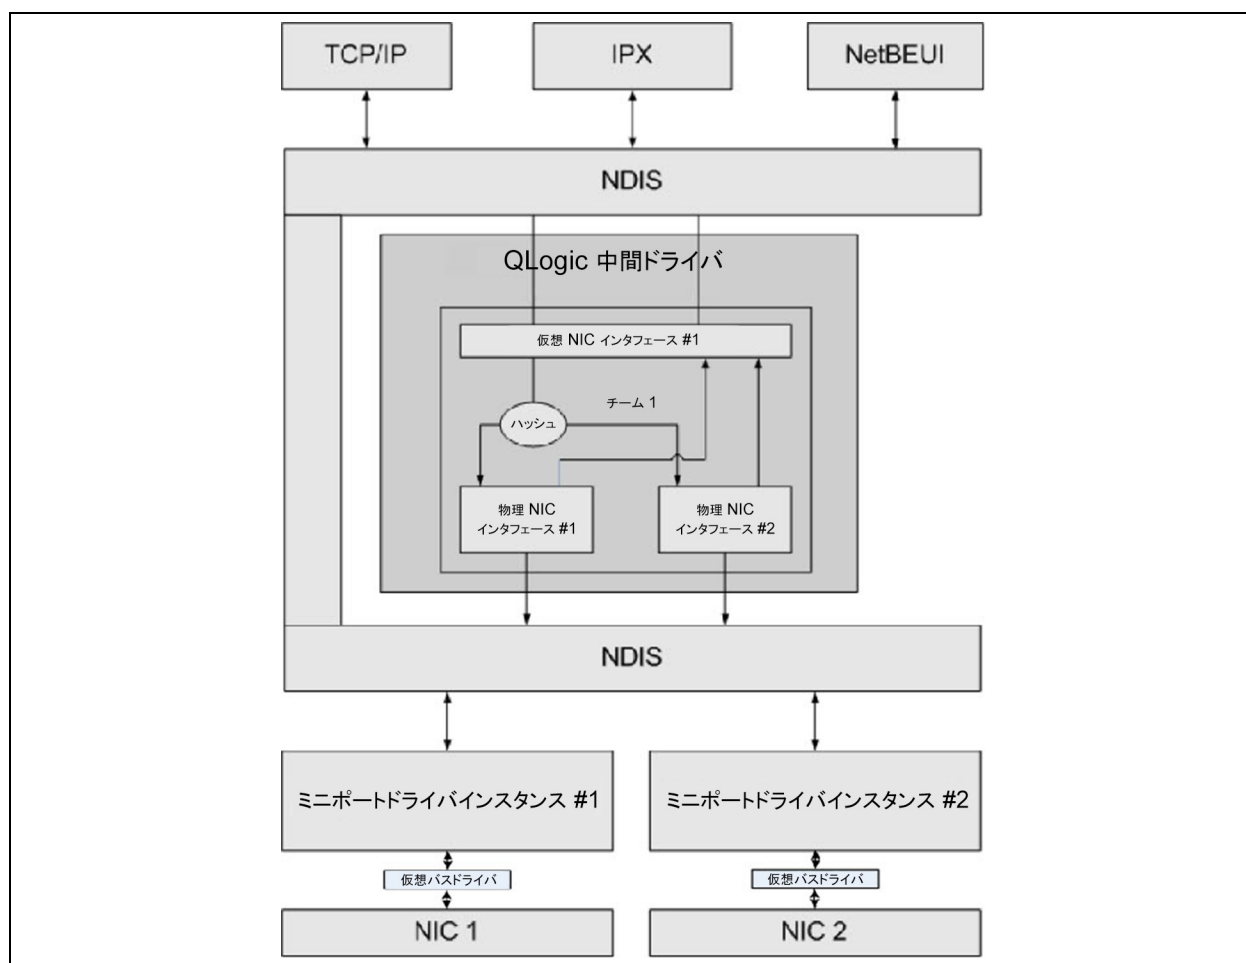 TCP/IP
IPX
NetBEUI
NDIS
QLogic 中間ドライバ
仮想 NIC インタフェース #1
チーム 1
ハッシュ
物理 NIC
インタフェース #1
物理 NIC
インタフェース #2
NDIS
ミニポートドライバインスタンス #1
ミニポートドライバインスタンス #2
仮想バスドライバ
仮想バスドライバ
NIC 1
NIC 2